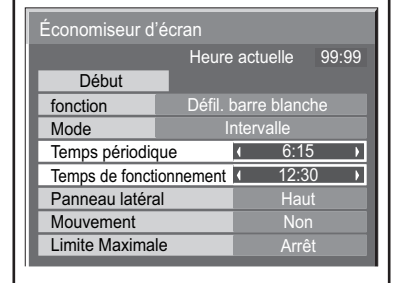 Économiseur d'écran
Heure actuelle 99:99
Début
fonction Défil. barre blanche
Mode Intervalle
Temps périodique 6:15
Temps de fonctionnement 12:30
Panneau latéral Haut
Mouvement Non
Limite Maximale Arrêt